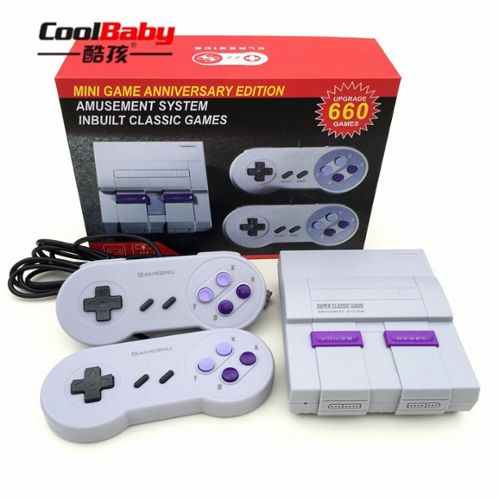 CoolBaby
酷孩
CLASSICS
MINI GAME ANNIVERSARY EDITION
AMUSEMENT SYSTEM
INBUILT CLASSIC GAMES
UPGRADE
660
GAMES
GAMESHU
X
Y
A
B
GAMESHU
X
Y
A
B
SUPER CLASSIC GAME
AMUSEMENT SYSTEM
POWER
RESET